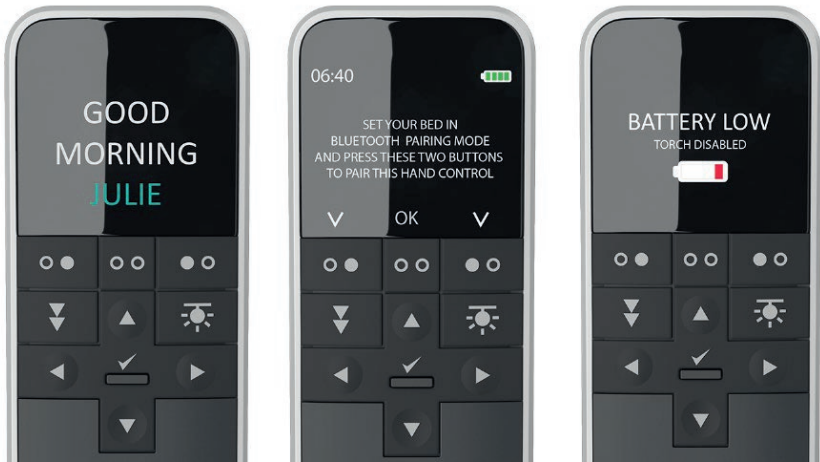 GOOD
MORNING
JULIE
06:40
SET YOUR BED IN
BLUETOOTH PAIRING MODE
AND PRESS THESE TWO BUTTONS
TO PAIR THIS HAND CONTROL
OK
BATTERY LOW
TORCH DISABLED